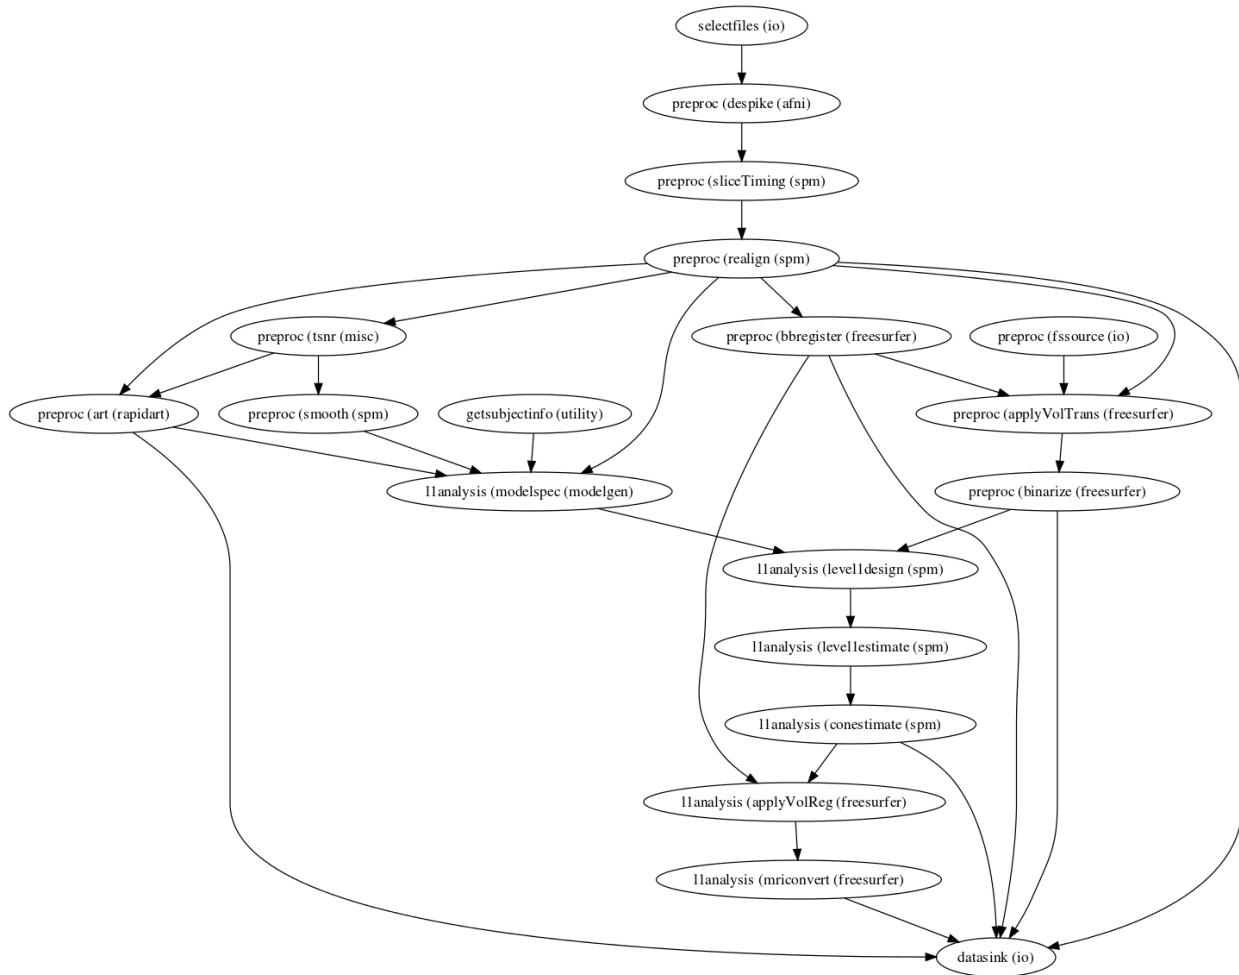 selectfiles (io)
preproc (despike (afni)
preproc (sliceTiming (spm)
preproc (realign (spm)
preproc (tsnr (misc)
preproc (bbregister (freesurfer)
preproc (fssource (io)
preproc (art (rapidart)
preproc (smooth (spm)
getsubjectinfo (utility)
preproc (applyVolTrans (freesurfer)
l1analysis (modelspec (modelgen)
preproc (binarize (freesurfer)
l1analysis (level1design (spm)
l1analysis (level1estimate (spm)
l1analysis (conestimate (spm)
l1analysis (applyVolReg (freesurfer)
l1analysis (mriconvert (freesurfer)
datasink (io)